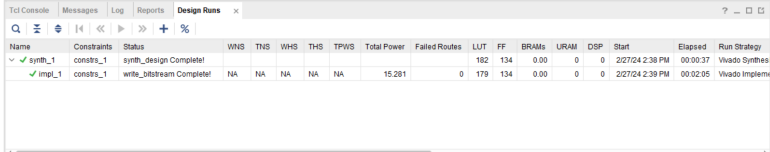 Tcl Console Messages Log Reports Design Runs
Name Constraints Status WNS TNS WHS THS TPWS Total Power Failed Routes LUT FF BRAMs URAM DSP Start Elapsed Run Strategy
synth_1 constrs_1 synth_design Complete! 182 134 0.00 0 0 2/27/24 2:38 PM 00:00:37 Vivado Synthes
impl_1 constrs_1 write_bitstream Complete! NA NA NA NA NA 15.281 0 179 134 0.00 0 0 2/27/24 2:39 PM 00:02:05 Vivado Impleme